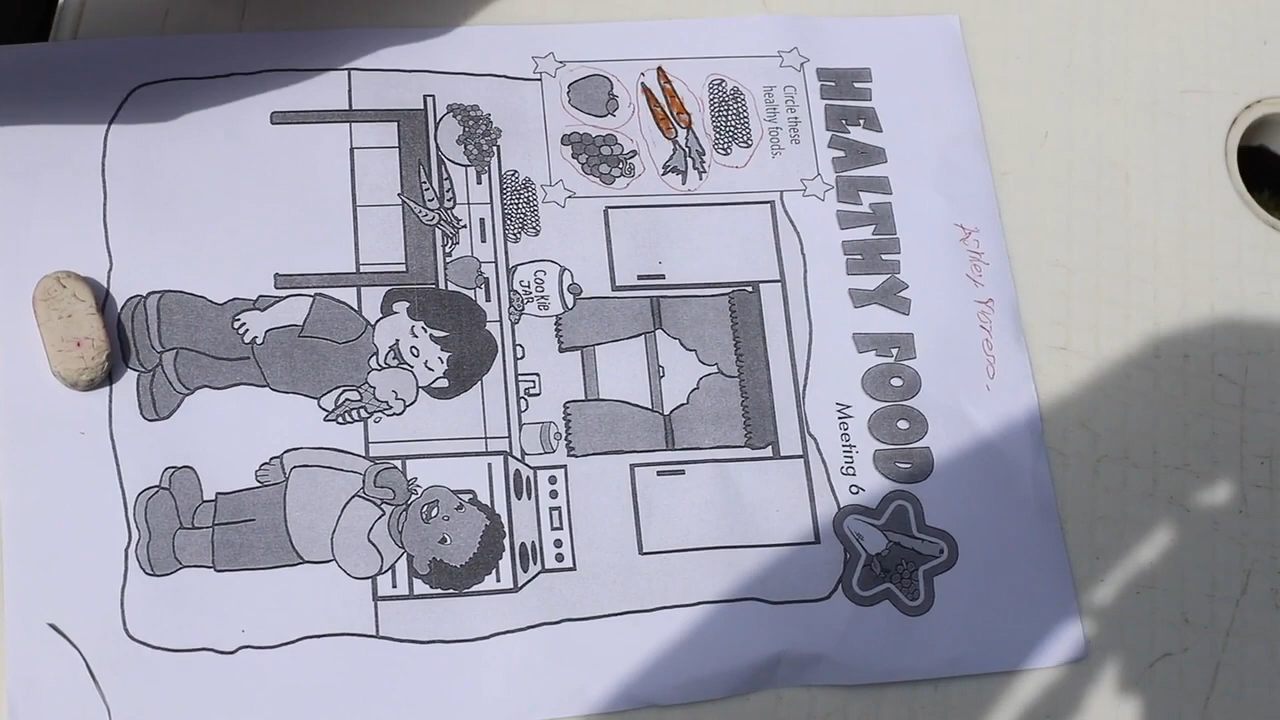 HEALTHY FOOD
Meeting 6
Circle these
healthy foods.
COOKIE
JAR